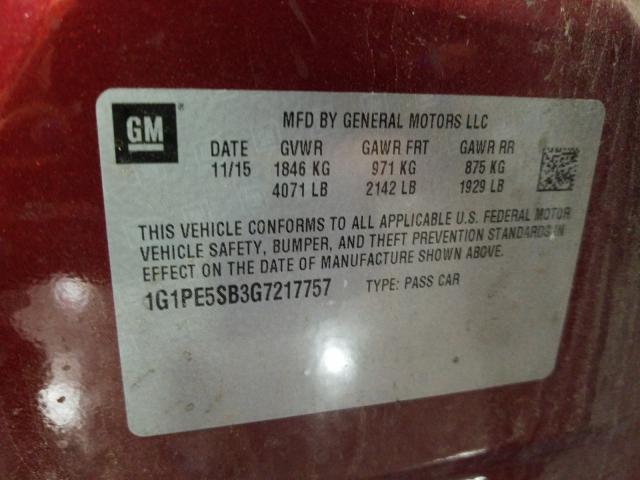 GM
®
MFD BY GENERAL MOTORS LLC
DATE GVWR GAWR FRT GAWR RR
11/15 1846 KG 971 KG 875 KG
4071 LB 2142 LB 1929 LB
THIS VEHICLE CONFORMS TO ALL APPLICABLE U.S. FEDERAL MOTOR
VEHICLE SAFETY, BUMPER, AND THEFT PREVENTION STANDARDS IN
EFFECT ON THE DATE OF MANUFACTURE SHOWN ABOVE.
1G1PE5SB3G7217757 TYPE: PASS CAR